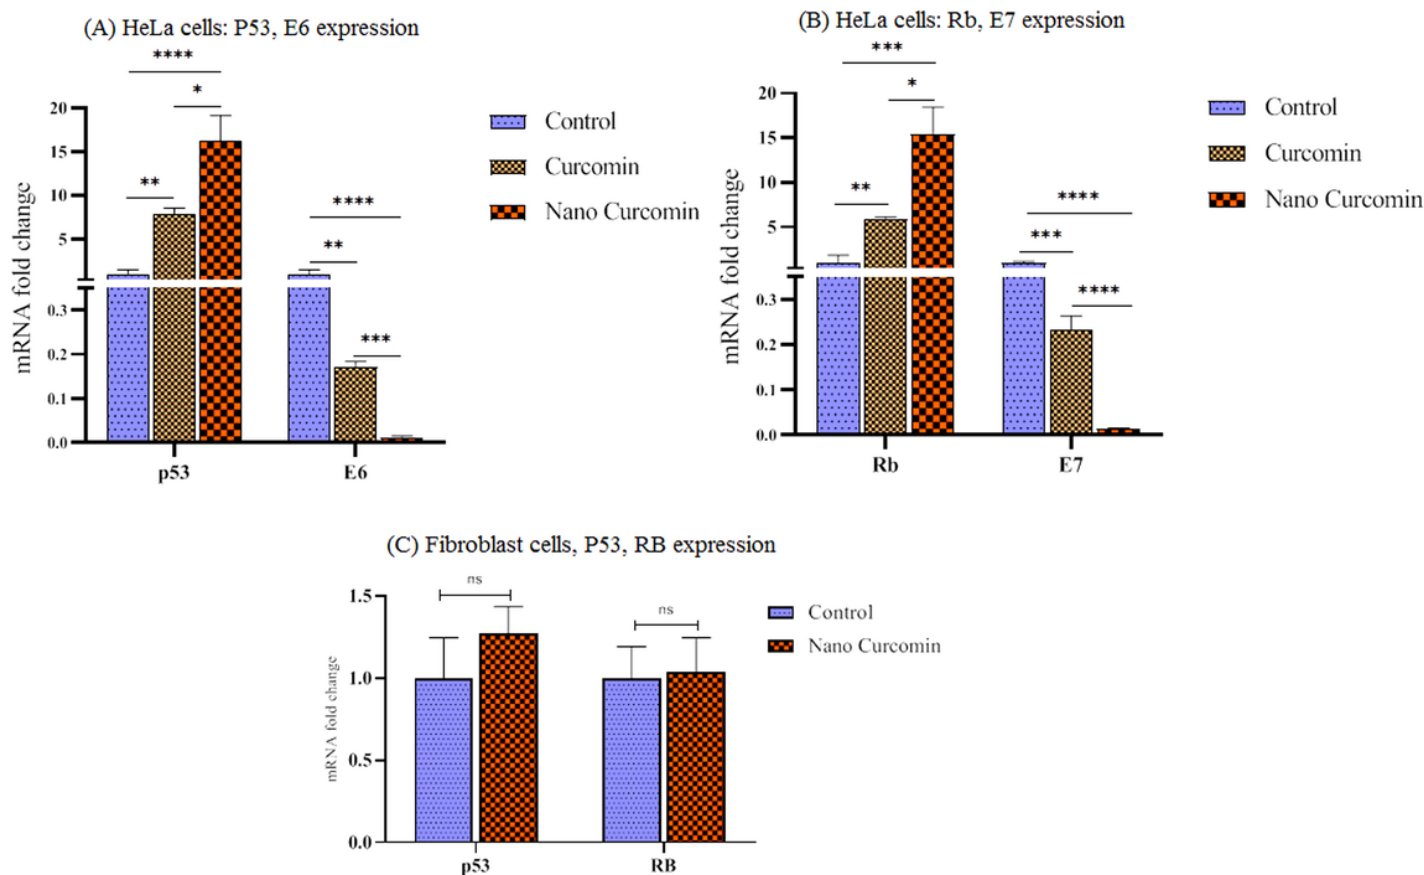 (A) HeLa cells: P53, E6 expression
****
*
**
****
**
***
20
15
10
5
0.3
0.2
0.1
0.0
mRNA fold change
p53
E6
Control
Curcomin
Nano Curcomin
(B) HeLa cells: Rb, E7 expression
***
*
**
****
***
****
20
15
10
5
0.3
0.2
0.1
0.0
mRNA fold change
Rb
E7
Control
Curcomin
Nano Curcomin
(C) Fibroblast cells, P53, RB expression
ns
ns
1.5
1.0
0.5
0.0
mRNA fold change
p53
RB
Control
Nano Curcomin